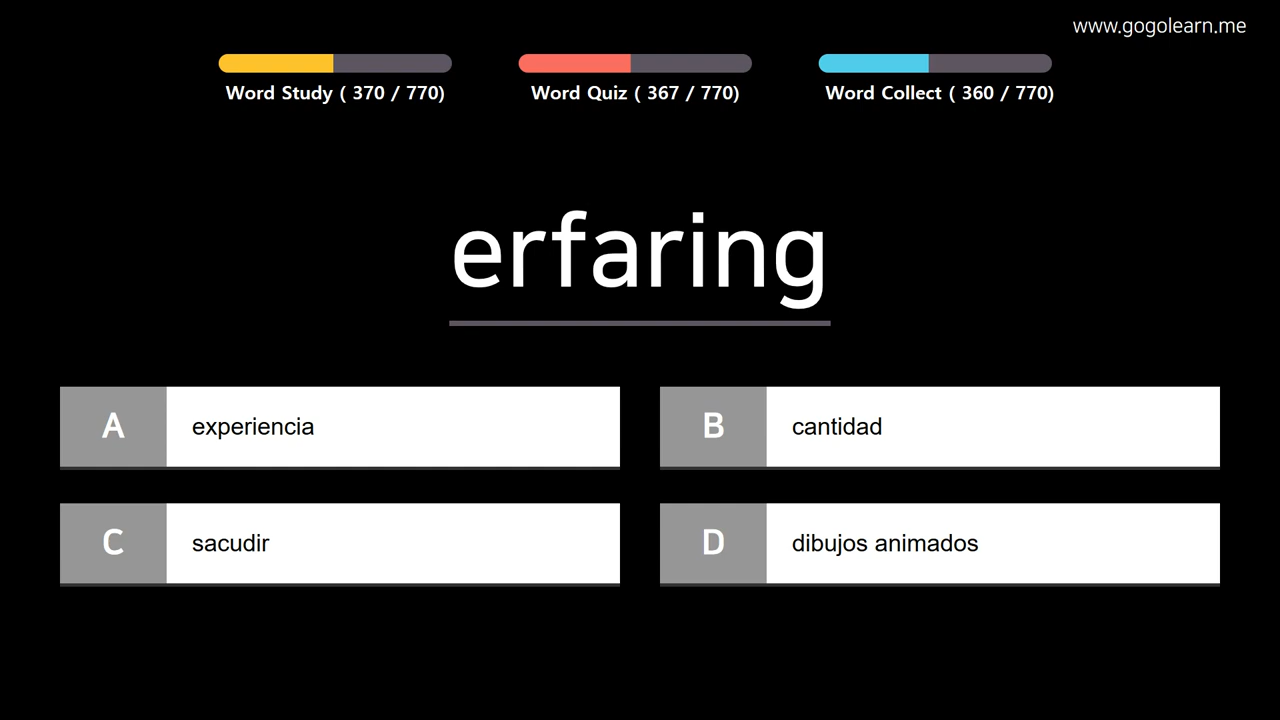 www.gogolearn.me
Word Study ( 370 / 770)
Word Quiz ( 367 / 770)
Word Collect ( 360 / 770)
erfaring
A experiencia
B cantidad
C sacudir
D dibujos animados